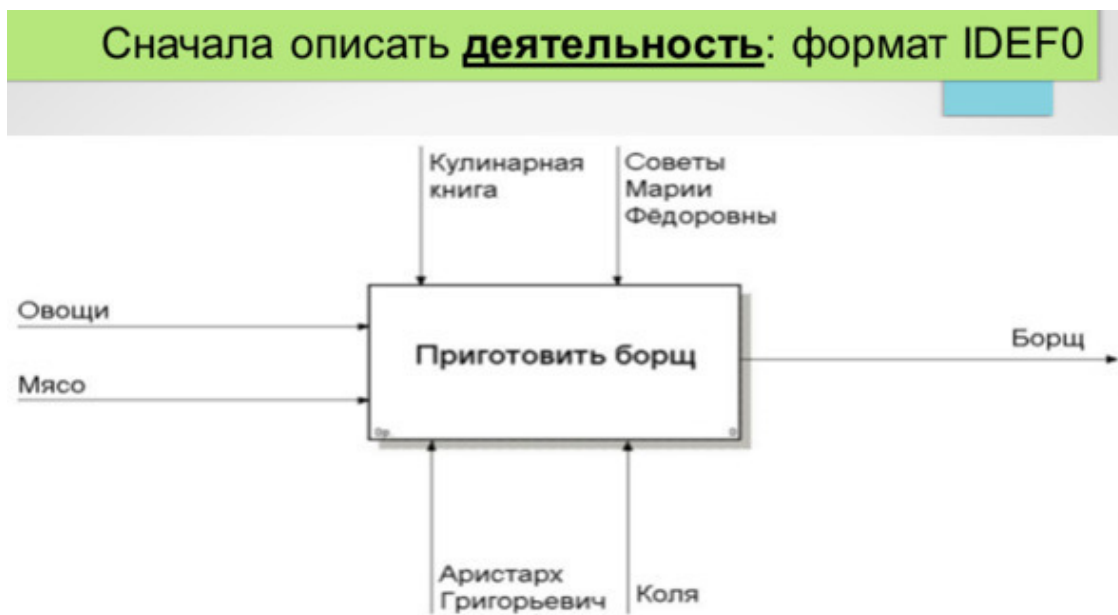 Сначала описать деятельность: формат IDEF0
Кулинарная
книга
Советы
Марии
Фёдоровны
Овощи
Мясо
Приготовить борщ
Борщ
Аристарх
Григорьевич
Коля